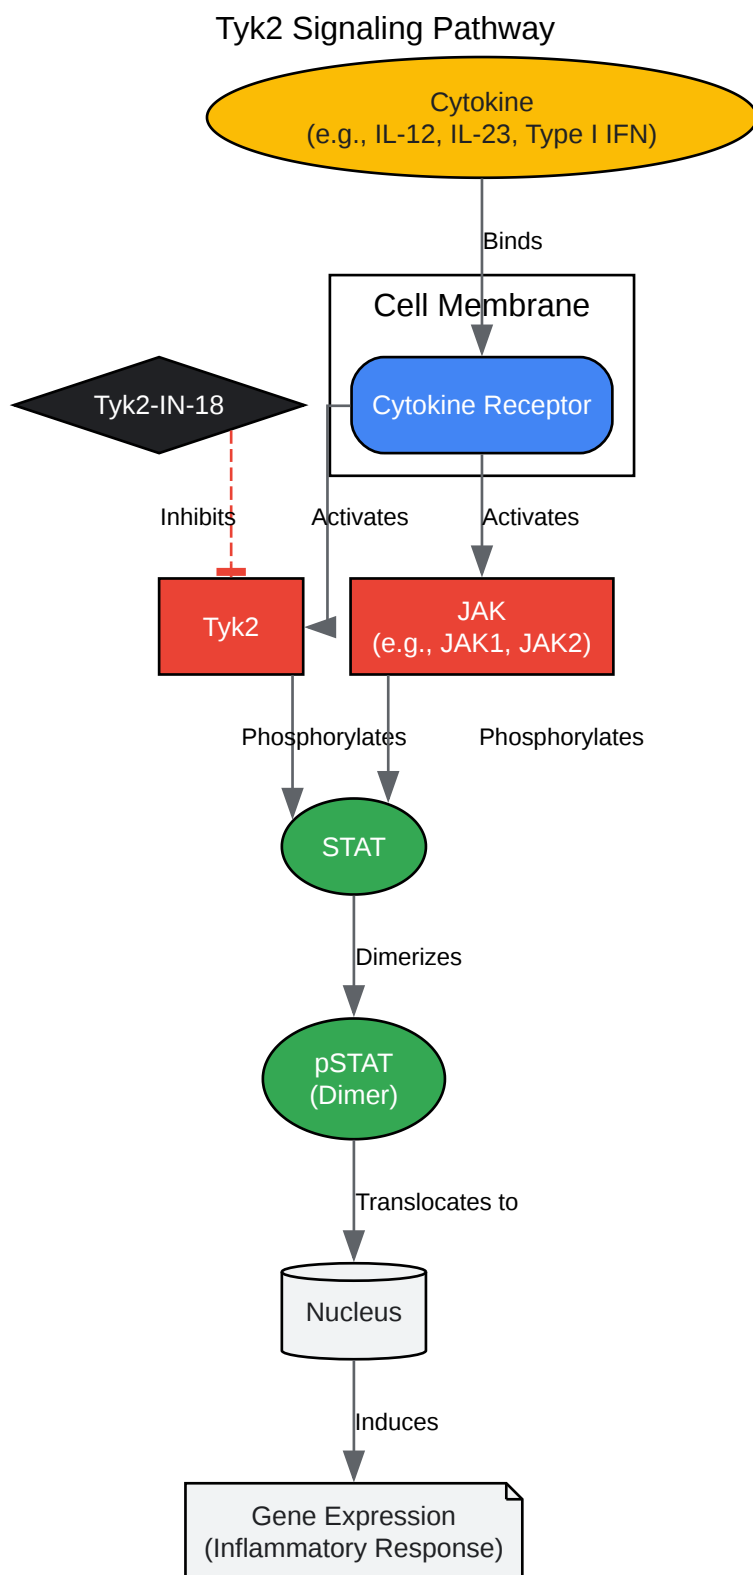 Tyk2 Signaling Pathway
Cytokine
(e.g., IL-12, IL-23, Type I IFN)
Binds
Cell Membrane
Tyk2-IN-18
Cytokine Receptor
Inhibits
Activates
Activates
Tyk2
JAK
(e.g., JAK1, JAK2)
Phosphorylates
Phosphorylates
STAT
Dimerizes
pSTAT
(Dimer)
Translocates to
Nucleus
Induces
Gene Expression
(Inflammatory Response)